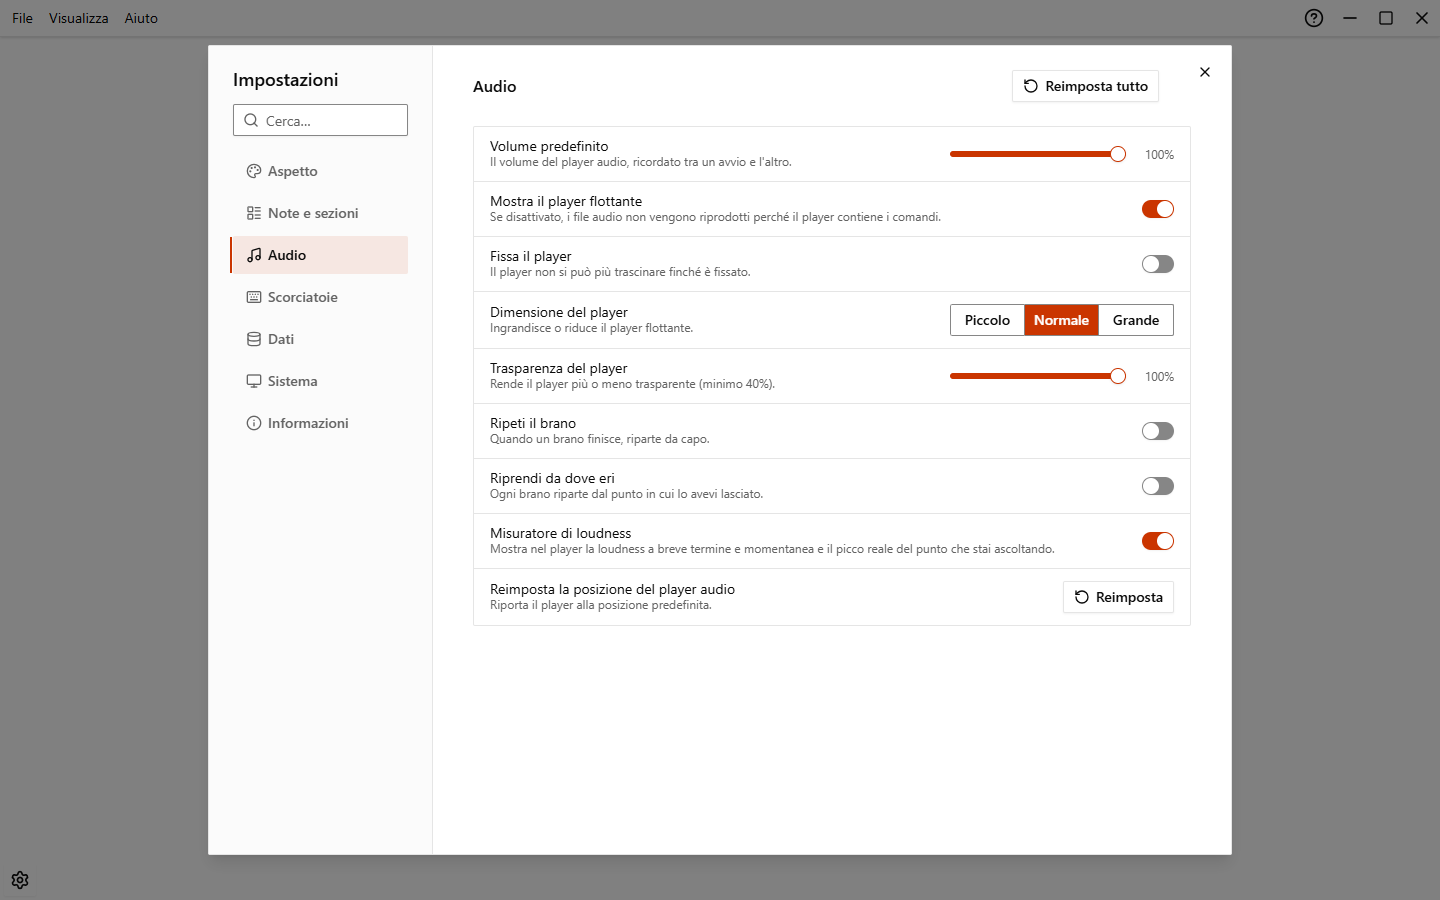 File Visualizza Aiuto
Impostazioni
Cerca...
Aspetto
Note e sezioni
Audio
Scorciatoie
Dati
Sistema
Informazioni
Audio
Reimposta tutto
Volume predefinito
Il volume del player audio, ricordato tra un avvio e l'altro.
100%
Mostra il player flottante
Se disattivato, i file audio non vengono riprodotti perché il player contiene i comandi.
Fissa il player
Il player non si può più trascinare finché è fissato.
Dimensione del player
Ingrandisce o riduce il player flottante.
Piccolo Normale Grande
Trasparenza del player
Rende il player più o meno trasparente (minimo 40%).
100%
Ripeti il brano
Quando un brano finisce, riparte da capo.
Riprendi da dove eri
Ogni brano riparte dal punto in cui lo avevi lasciato.
Misuratore di loudness
Mostra nel player la loudness a breve termine e momentanea e il picco reale del punto che stai ascoltando.
Reimposta la posizione del player audio
Riporta il player alla posizione predefinita.
Reimposta